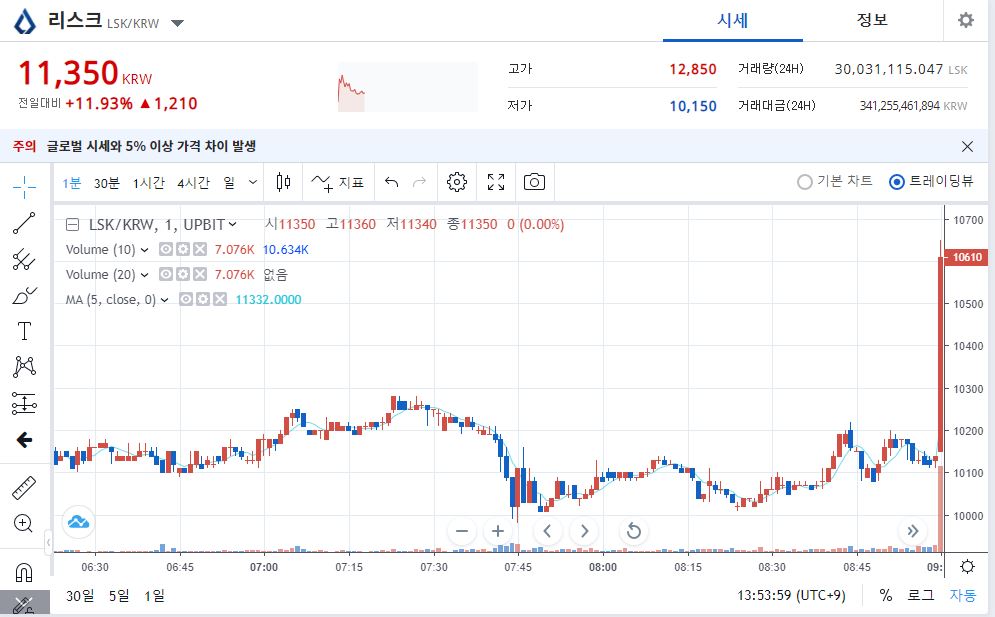 리스크 LSK/KRW
시세 정보
11,350 KRW
전일대비 +11.93% ▲ 1,210
고가 12,850 거래량(24H) 30,031,115.047 LSK
저가 10,150 거래대금(24H) 341,255,461,894 KRW
주의 글로벌 시세와 5% 이상 가격 차이 발생
1분 30분 1시간 4시간 일 지표 기본 차트 트레이딩뷰
LSK/KRW, 1, UPBIT 시11350 고11360 저11340 종11350 0 (0.00%)
Volume (10) 7.076K 10.634K
Volume (20) 7.076K 없음
MA (5, close, 0) 11332.0000
10700
10610
10500
10400
10300
10200
10100
10000
06:30 06:45 07:00 07:15 07:30 07:45 08:00 08:15 08:30 08:45 09:
30일 5일 1일 13:53:59 (UTC+9) % 로그 자동